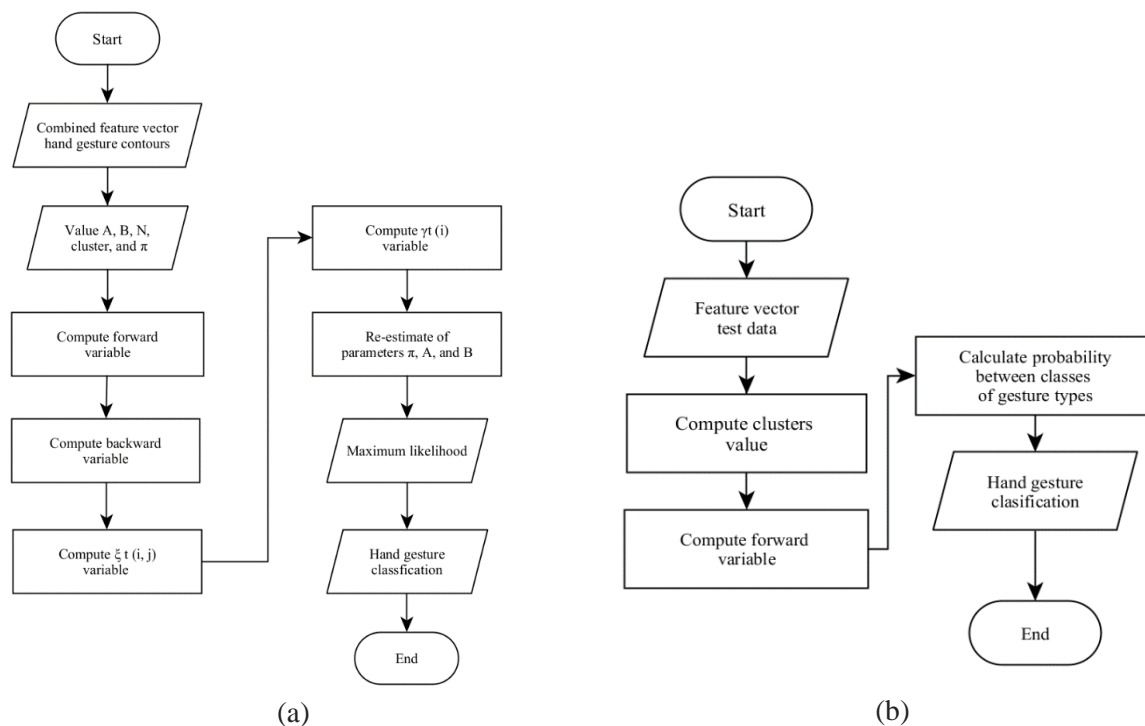 Start
Combined feature vector
hand gesture contours
Value A, B, N,
cluster, and π
Compute forward
variable
Compute backward
variable
Compute ξ t (i, j)
variable
Compute γt (i)
variable
Re-estimate of
parameters π, A, and B
Maximum likelihood
Hand gesture
classfication
End
(a)
Start
Feature vector
test data
Compute clusters
value
Compute forward
variable
Calculate probability
between classes
of gesture types
Hand gesture
clasification
End
(b)